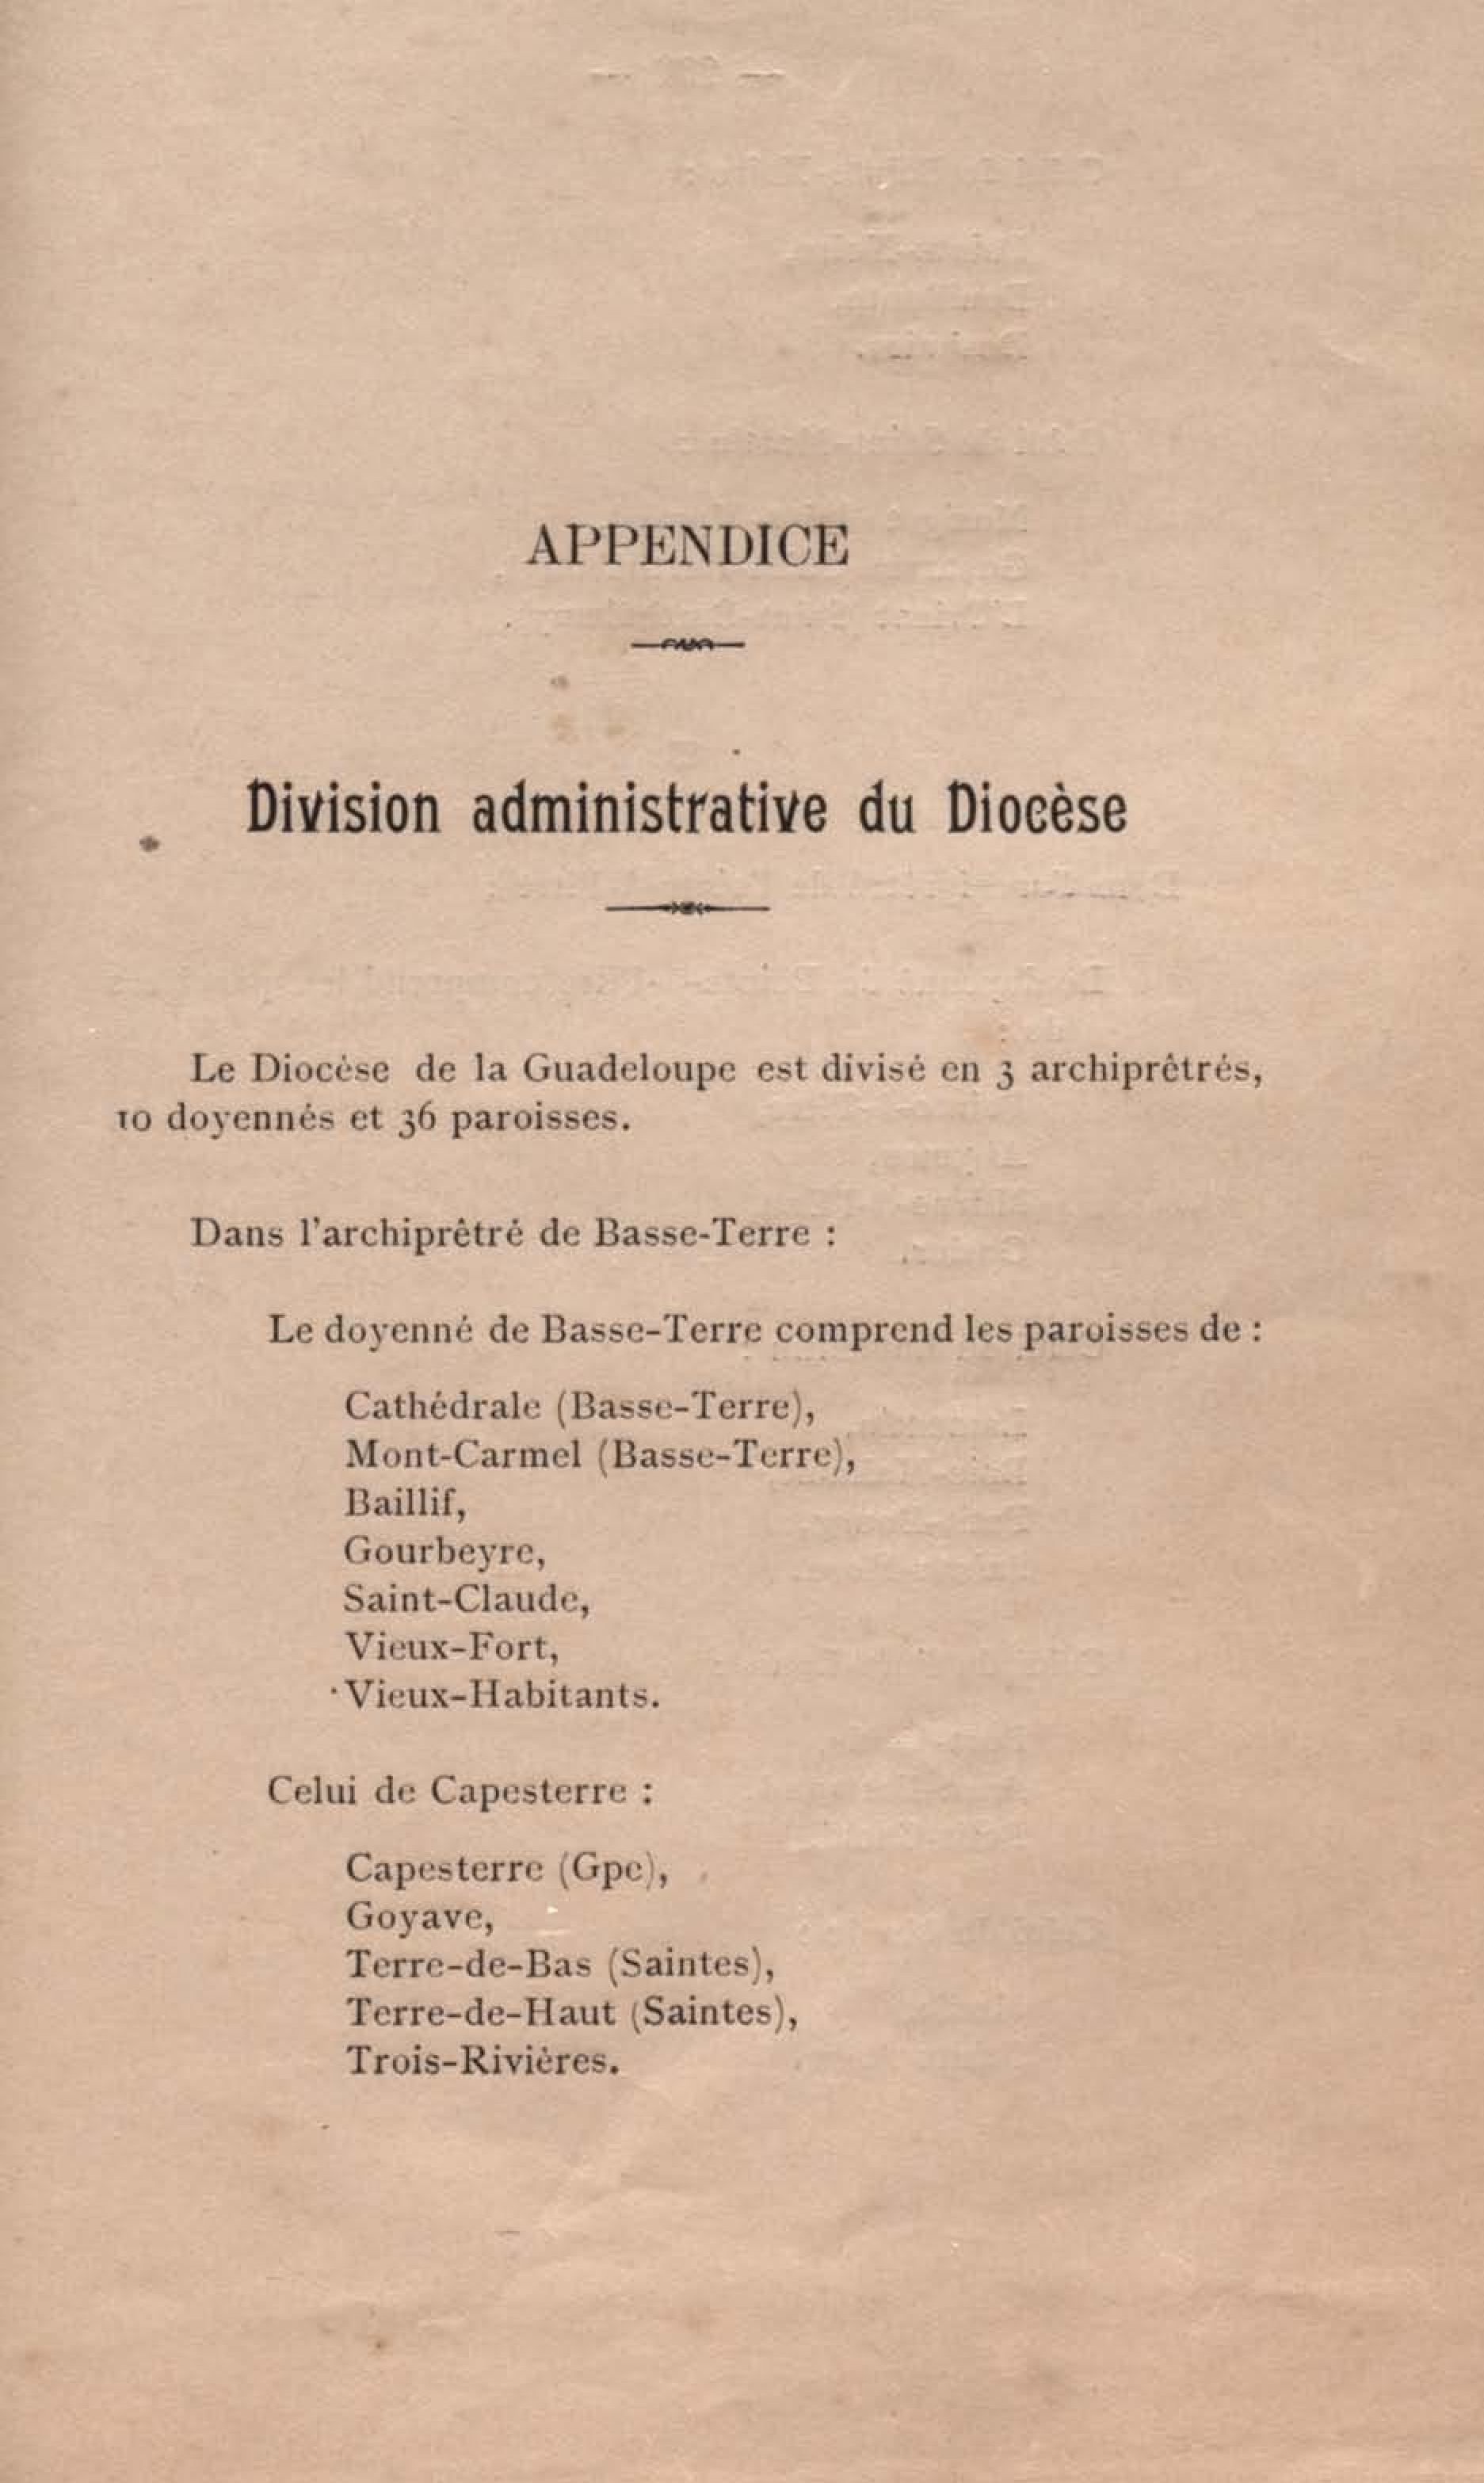 APPENDICE
Division administrative du Diocèse
Le Diocèse de la Guadeloupe est divisé en 3 archiprêtrés,
10 doyennés et 36 paroisses.
Dans l'archiprêtré de Basse-Terre :
Le doyenné de Basse-Terre comprend les paroisses de :
Cathédrale (Basse-Terre),
Mont-Carmel (Basse-Terre),
Baillif,
Gourbeyre,
Saint-Claude,
Vieux-Fort,
Vieux-Habitants.
Celui de Capesterre :
Capesterre (Gpe),
Goyave,
Terre-de-Bas (Saintes),
Terre-de-Haut (Saintes),
Trois-Rivières.